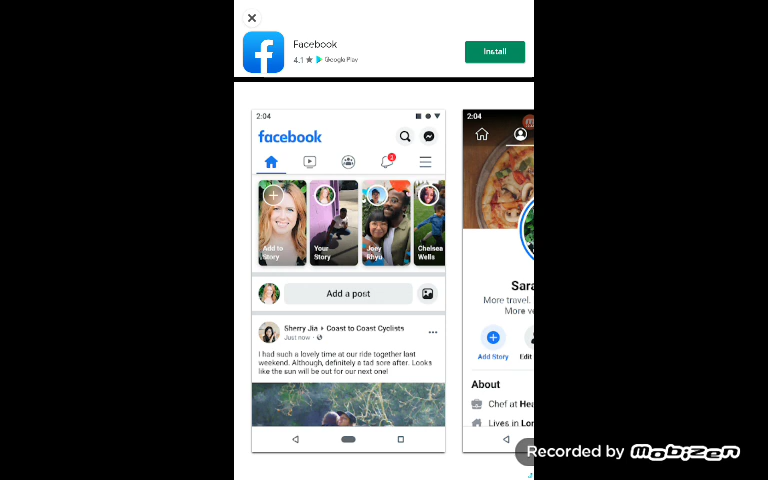 Facebook
4.1★ Google Play
Install
2:04
facebook
3
Add to
Story
Your
Story
Joey
Rhyu
Chelsea
Wells
Add a post
Sherry Jia ▸ Coast to Coast Cyclists
Just now ·
I had such a lovely time at our ride together last
weekend. Although, definitely a tad sore after. Looks
like the sun will be out for our next one!
2:04
Sara
More travel.
More ve
Add Story
Edit
About
Chef at Hea
Lives in Lon
Recorded by Mobizen